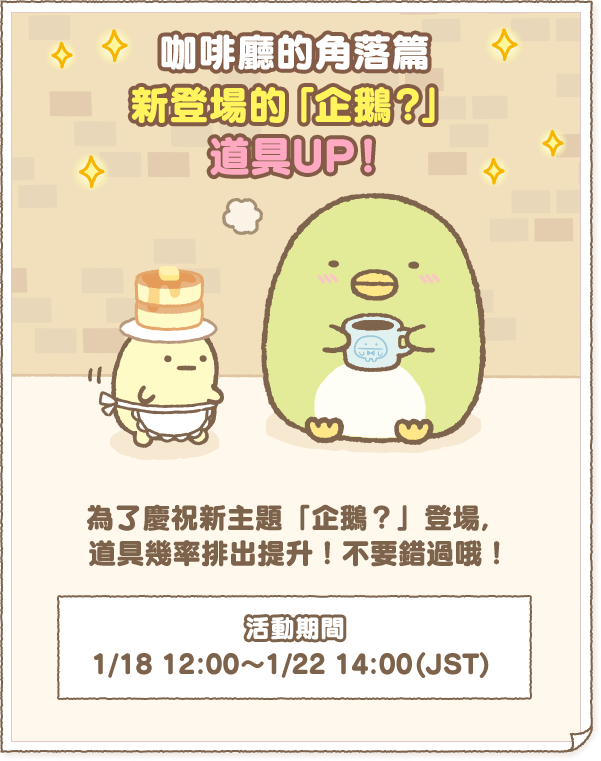 咖啡廳的角落篇
新登場的「企鵝？」
道具UP！
為了慶祝新主題「企鵝？」登場，
道具幾率排出提升！不要錯過哦！
活動期間
1/18 12:00～1/22 14:00(JST)